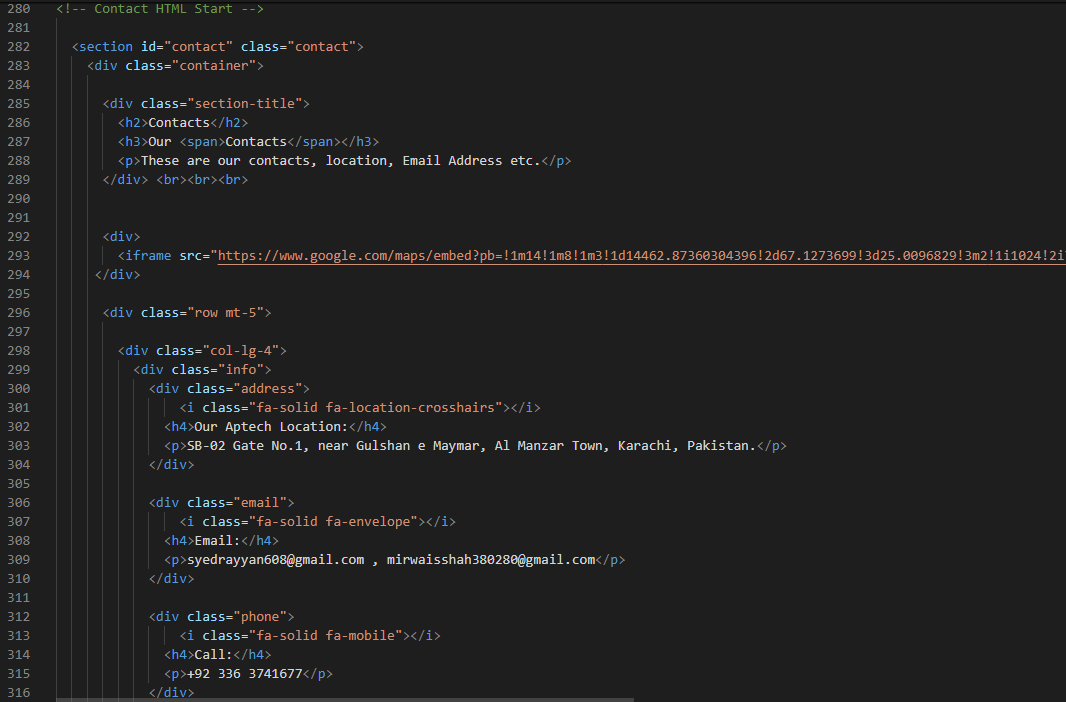 280 <!-- Contact HTML Start -->
281
282 <section id="contact" class="contact">
283 <div class="container">
284
285 <div class="section-title">
286 <h2>Contacts</h2>
287 <h3>Our <span>Contacts</span></h3>
288 <p>These are our contacts, location, Email Address etc.</p>
289 </div> <br><br><br>
290
291
292 <div>
293 <iframe src="https://www.google.com/maps/embed?pb=!1m14!1m8!1m3!1d14462.87360304396!2d67.1273699!3d25.0096829!3m2!1i1024!2i
294 </div>
295
296 <div class="row mt-5">
297
298 <div class="col-lg-4">
299 <div class="info">
300 <div class="address">
301 <i class="fa-solid fa-location-crosshairs"></i>
302 <h4>Our Aptech Location:</h4>
303 <p>SB-02 Gate No.1, near Gulshan e Maymar, Al Manzar Town, Karachi, Pakistan.</p>
304 </div>
305
306 <div class="email">
307 <i class="fa-solid fa-envelope"></i>
308 <h4>Email:</h4>
309 <p>syedrayyan608@gmail.com , mirwaisshah380280@gmail.com</p>
310 </div>
311
312 <div class="phone">
313 <i class="fa-solid fa-mobile"></i>
314 <h4>Call:</h4>
315 <p>+92 336 3741677</p>
316 </div>